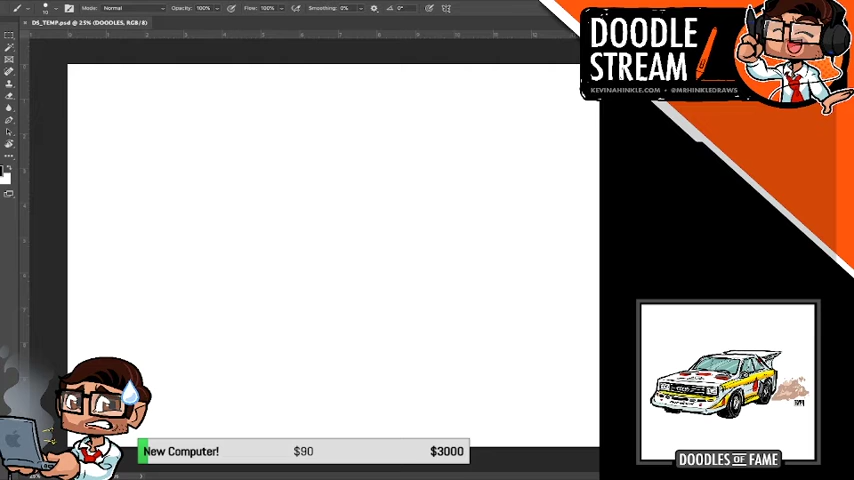 Mode: Normal Opacity: 100% Flow: 100% Smoothing: 0% 0°
DS_TEMP.psd @ 25% (DOODLES, RGB/8)
DOODLE
STREAM
KEVINAHINKLE.COM • @MRHINKLEDRAWS
New Computer! $90 $3000
DOODLES OF FAME